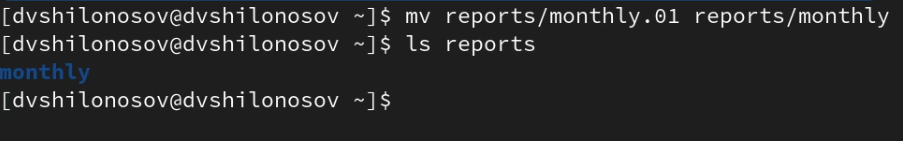 [dvshilonosov@dvshilonosov ~]$ mv reports/monthly.01 reports/monthly
[dvshilonosov@dvshilonosov ~]$ ls reports
monthly
[dvshilonosov@dvshilonosov ~]$